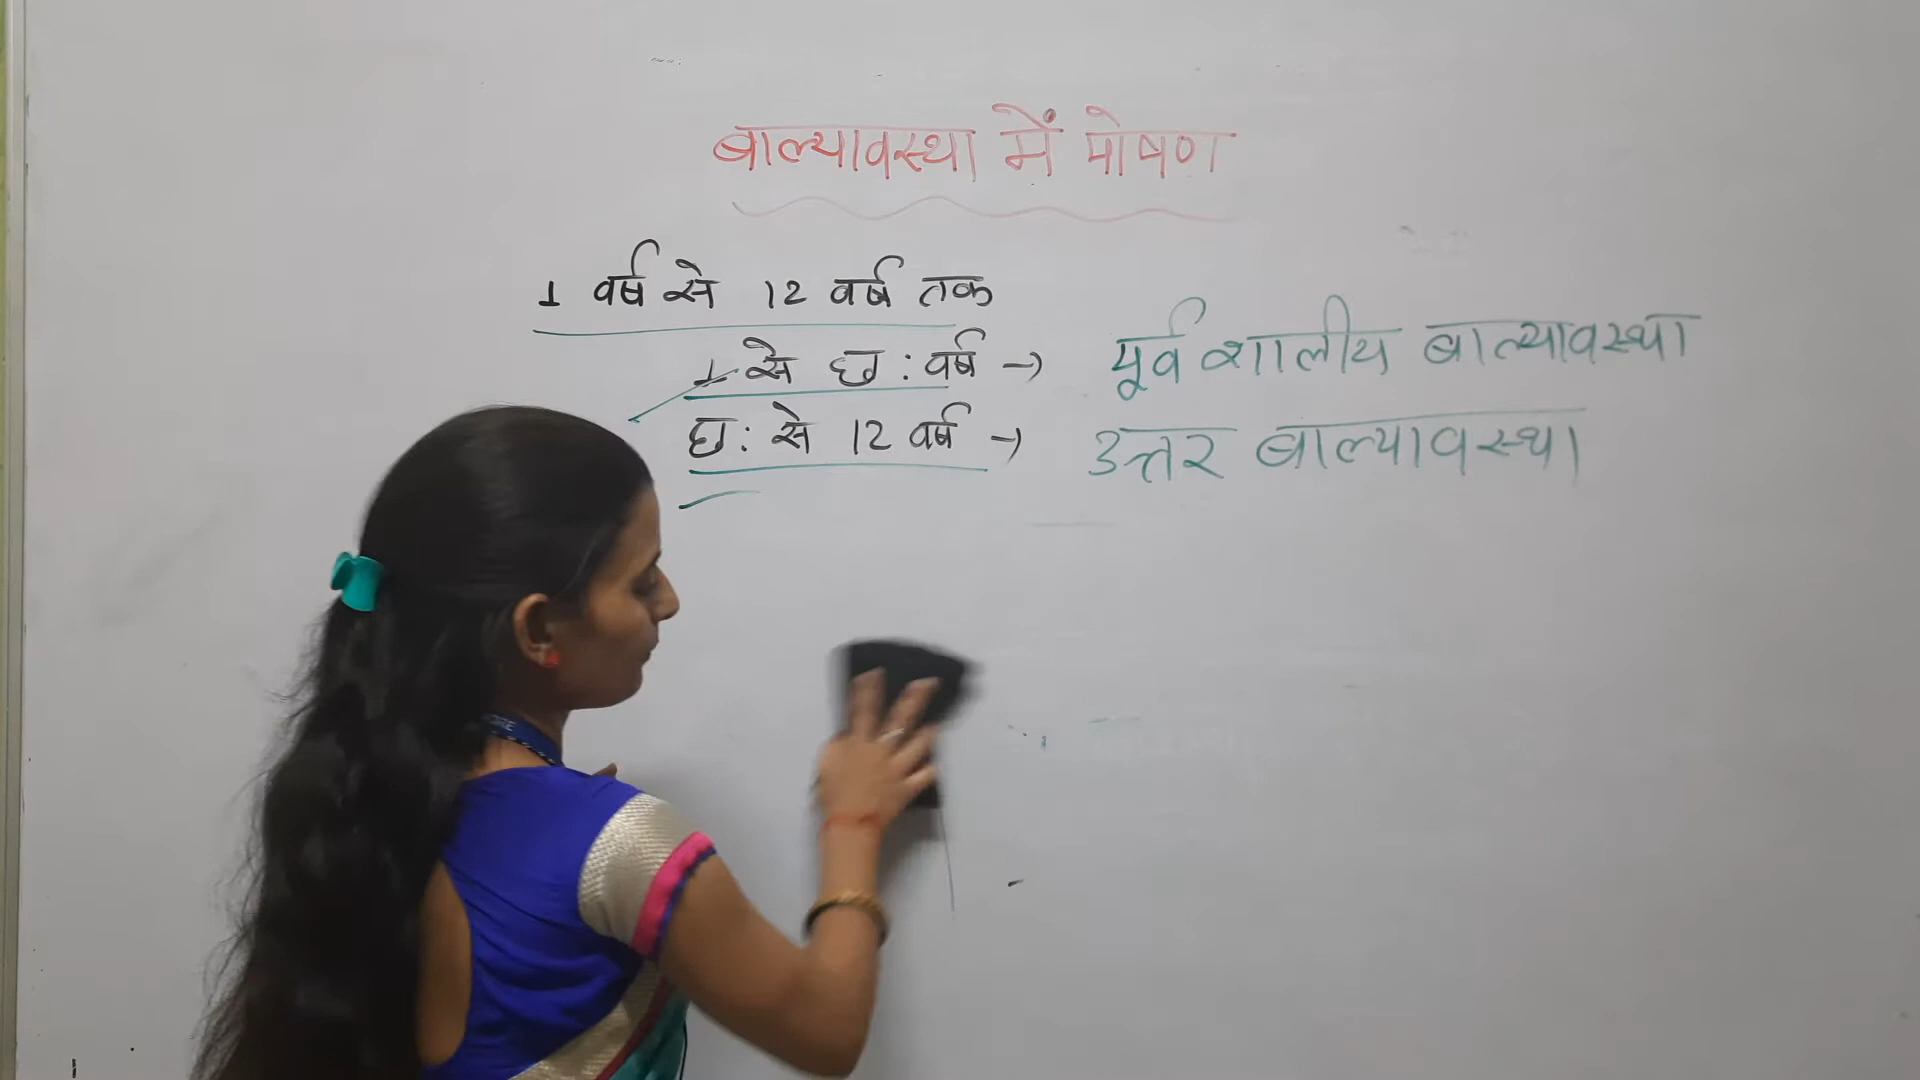 बाल्यावस्था में पोषण
1 वर्ष से 12 वर्ष तक
1 से छ: वर्ष → पूर्व शालीय बाल्यावस्था
छ: से 12 वर्ष → उत्तर बाल्यावस्था